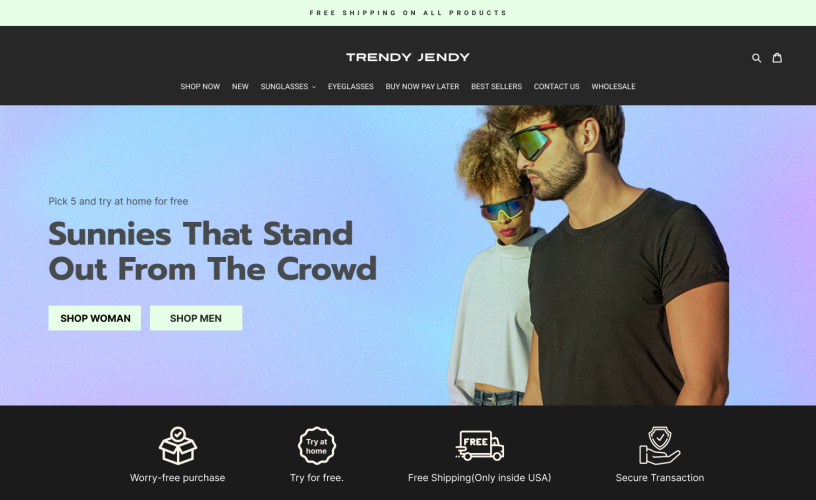 FREE SHIPPING ON ALL PRODUCTS
TRENDY JENDY
SHOP NOW NEW SUNGLASSES EYEGLASSES BUY NOW PAY LATER BEST SELLERS CONTACT US WHOLESALE
Pick 5 and try at home for free
Sunnies That Stand
Out From The Crowd
SHOP WOMAN SHOP MEN
Try at
home
FREE
Worry-free purchase Try for free. Free Shipping(Only inside USA) Secure Transaction